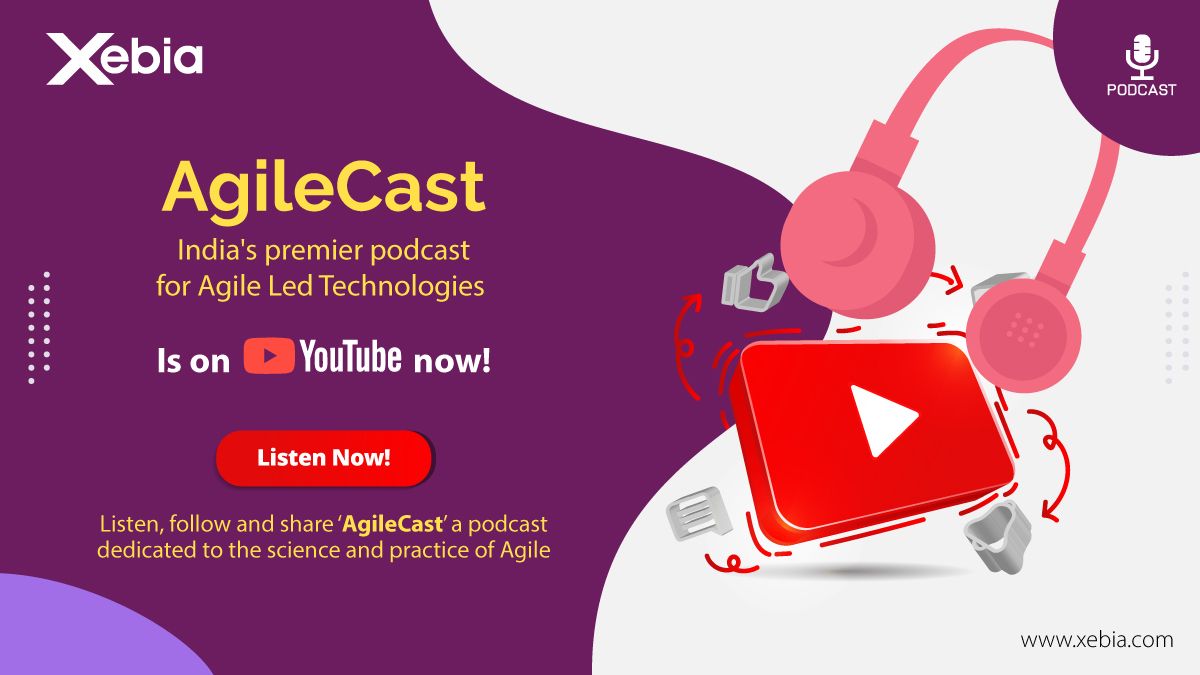 Xebia
PODCAST
AgileCast
India's premier podcast
for Agile Led Technologies
Is on YouTube now!
Listen Now!
Listen, follow and share ‘AgileCast’ a podcast
dedicated to the science and practice of Agile
www.xebia.com